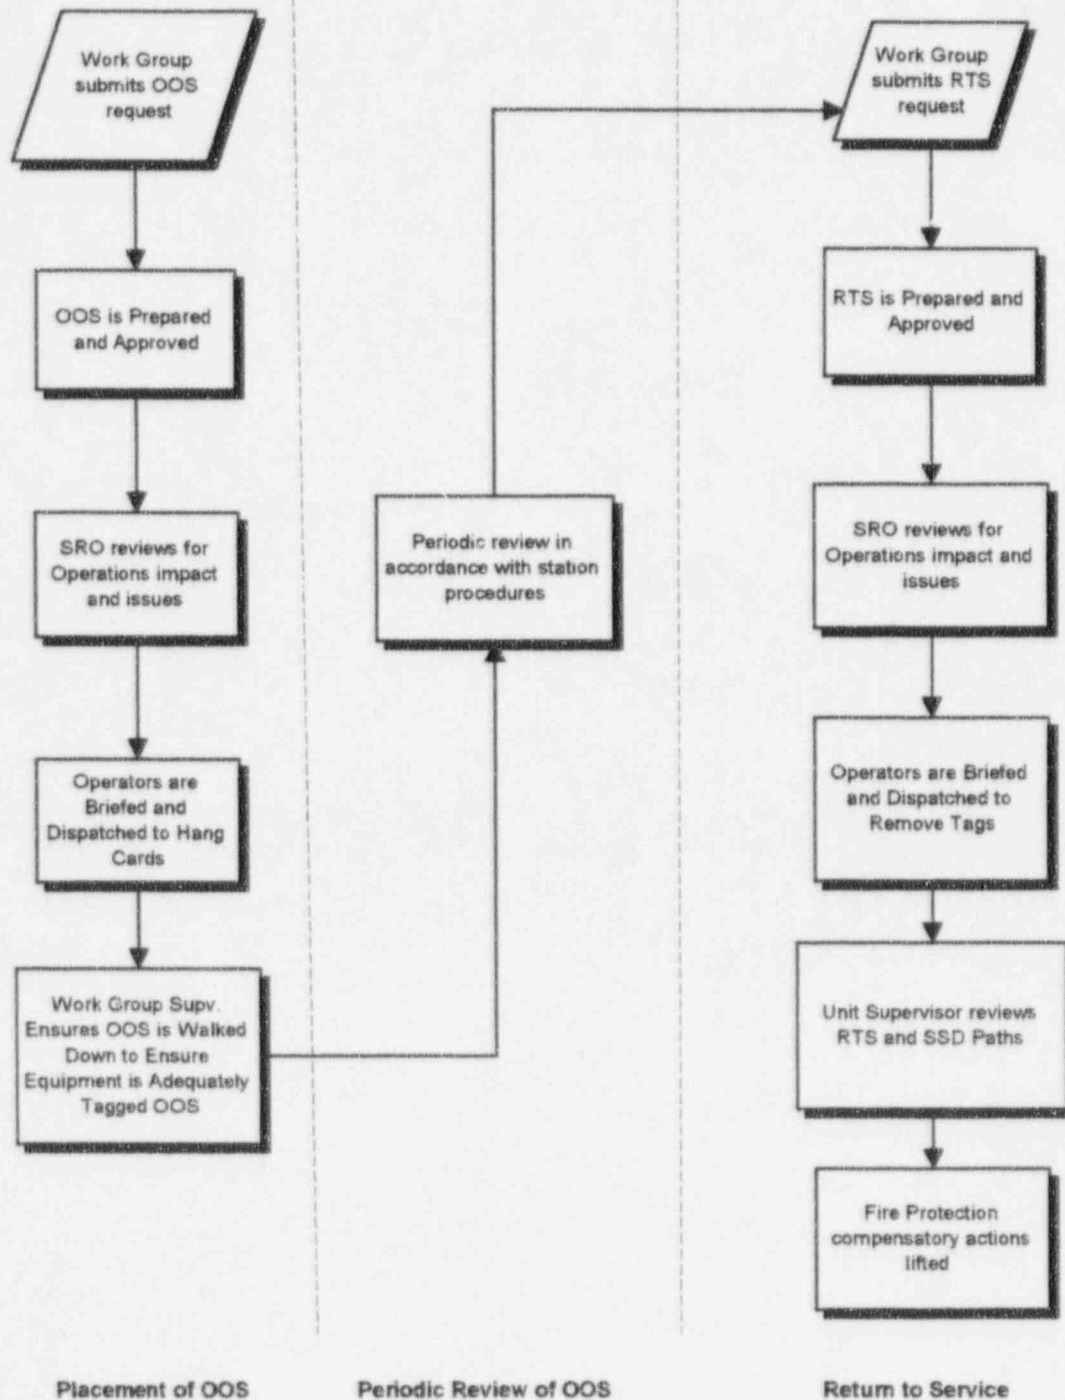 Work Group
submits OOS
request
OOS is Prepared
and Approved
SRO reviews for
Operations impact
and issues
Operators are
Briefed and
Dispatched to Hang
Cards
Work Group Supv.
Ensures OOS is Walked
Down to Ensure
Equipment is Adequately
Tagged OOS
Placement of OOS
Periodic review in
accordance with station
procedures
Periodic Review of OOS
Work Group
submits RTS
request
RTS is Prepared and
Approved
SRO reviews for
Operations impact and
issues
Operators are Briefed
and Dispatched to
Remove Tags
Unit Supervisor reviews
RTS and SSD Paths
Fire Protection
compensatory actions
lifted
Return to Service